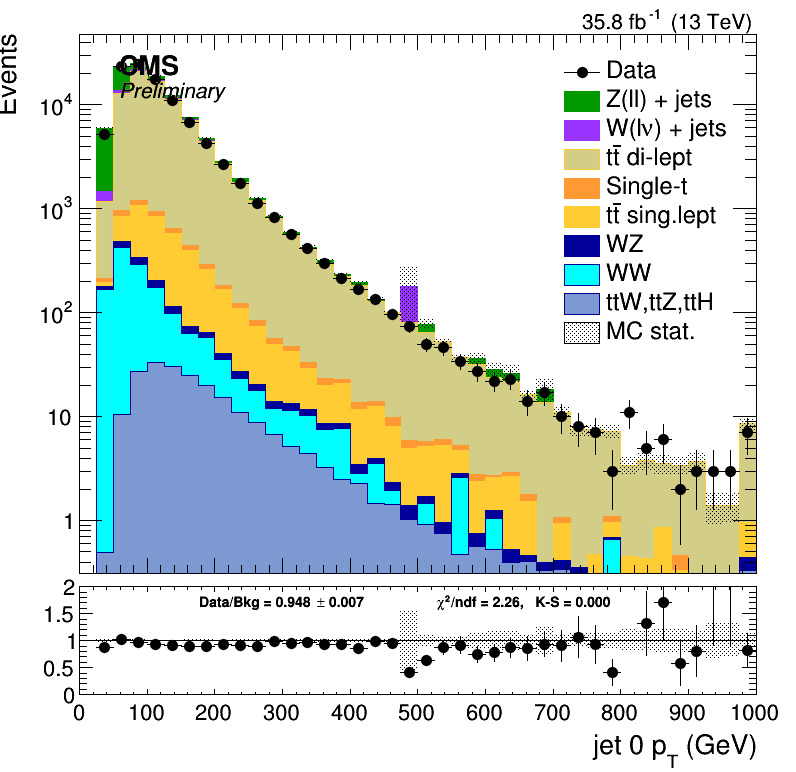 35.8 fb⁻¹ (13 TeV)
Events
CMS
Preliminary
Data
Z(ll) + jets
W(lν) + jets
tt̄ di-lept
Single-t
tt̄ sing.lept
WZ
WW
ttW,ttZ,ttH
MC stat.
10⁴
10³
10²
10
1
Data/Bkg = 0.948 ± 0.007
χ²/ndf = 2.26, K-S = 0.000
2
1.5
1
0.5
0
0 100 200 300 400 500 600 700 800 900 1000
jet 0 p_T (GeV)